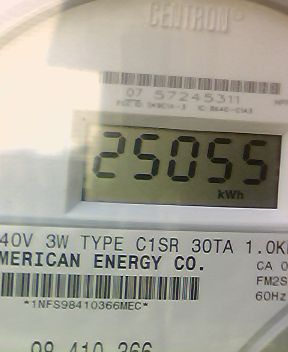 CENTRON®
07 57245311
25055
kWh
40V 3W TYPE C1SR 30TA 1.0K
MERICAN ENERGY CO.
CA 0
FM2S
60Hz
*1NFS98410366MEC*
98 410 366